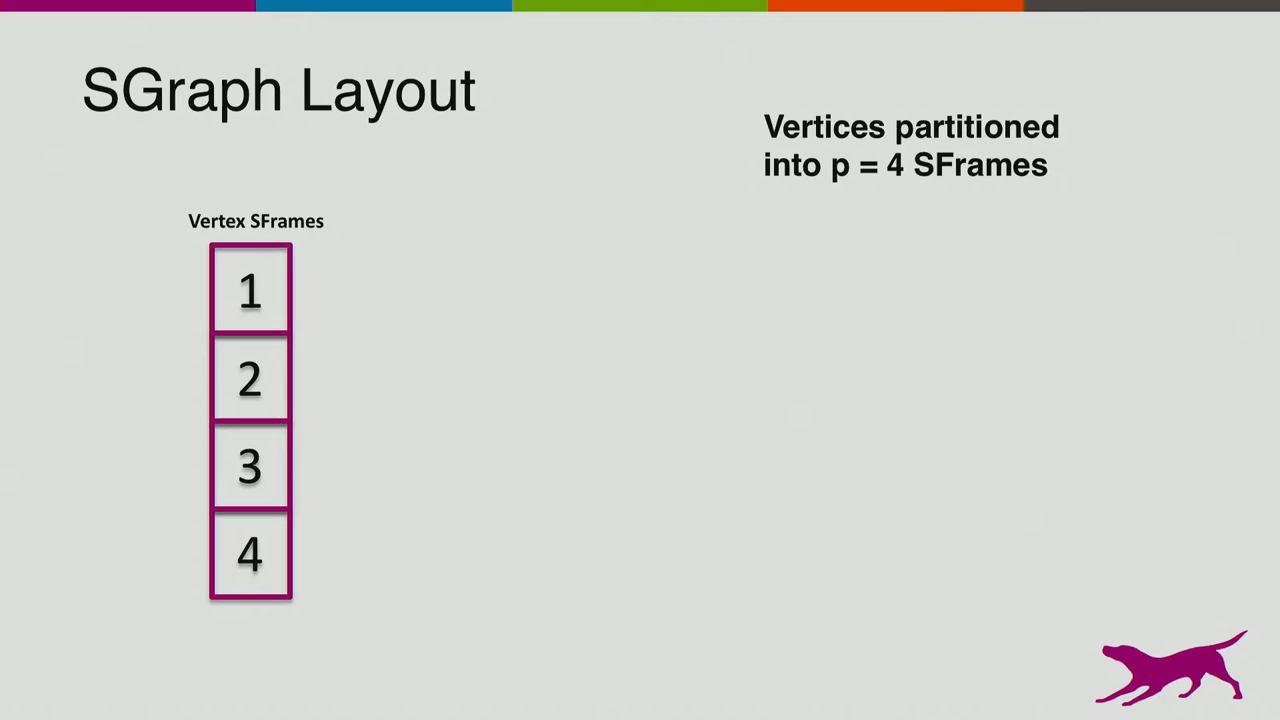 SGraph Layout
Vertices partitioned
into p = 4 SFrames
Vertex SFrames
1
2
3
4